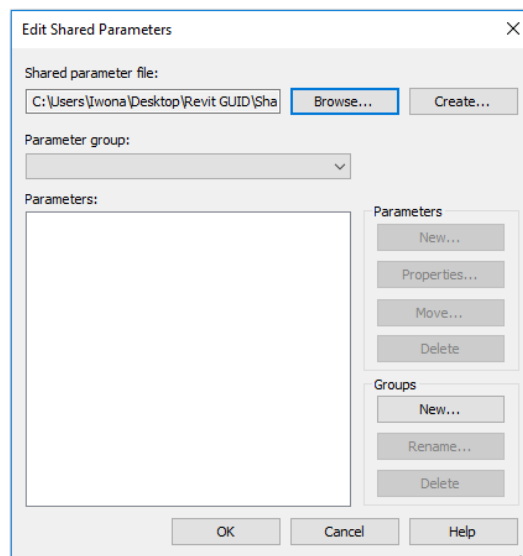 Edit Shared Parameters
Shared parameter file:
C:\Users\Iwona\Desktop\Revit GUID\Sha
Browse...
Create...
Parameter group:
Parameters:
Parameters
New...
Properties...
Move...
Delete
Groups
New...
Rename...
Delete
OK
Cancel
Help